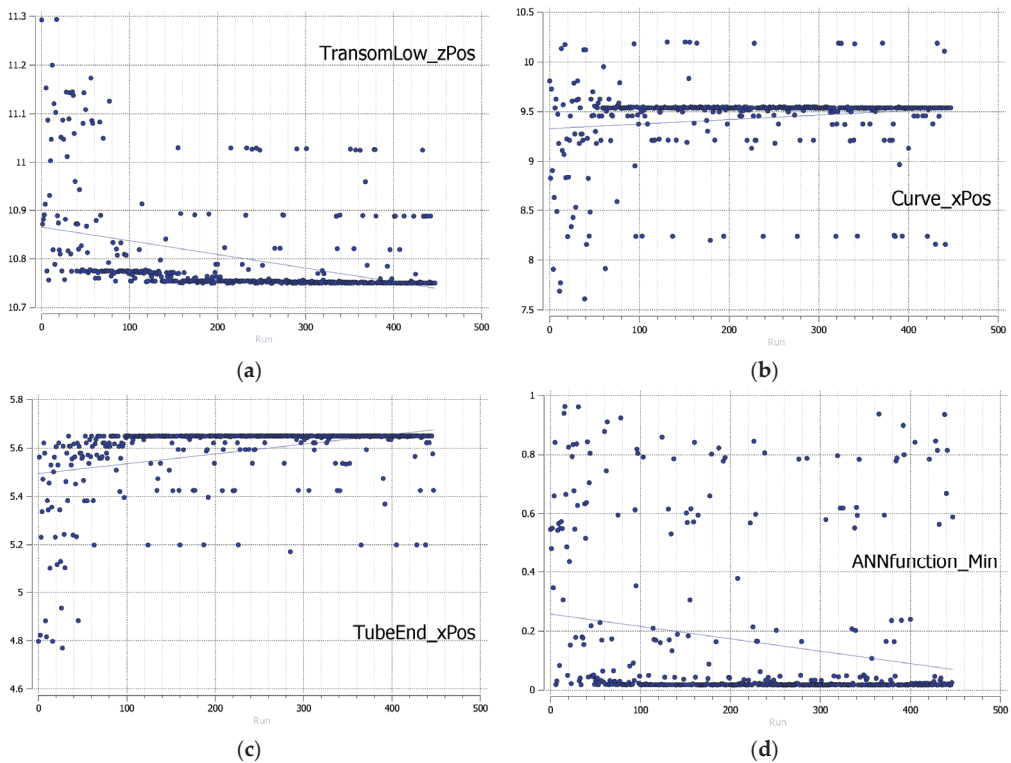 11.3
11.2
11.1
11
10.9
10.8
10.7
0 100 200 300 400 500
TransomLow_zPos
Run
(a)
10.5
10
9.5
9
8.5
8
7.5
0 100 200 300 400 500
Curve_xPos
Run
(b)
5.8
5.6
5.4
5.2
5
4.8
4.6
0 100 200 300 400 500
TubeEnd_xPos
Run
(c)
1
0.8
0.6
0.4
0.2
0
0 100 200 300 400 500
ANNfunction_Min
Run
(d)